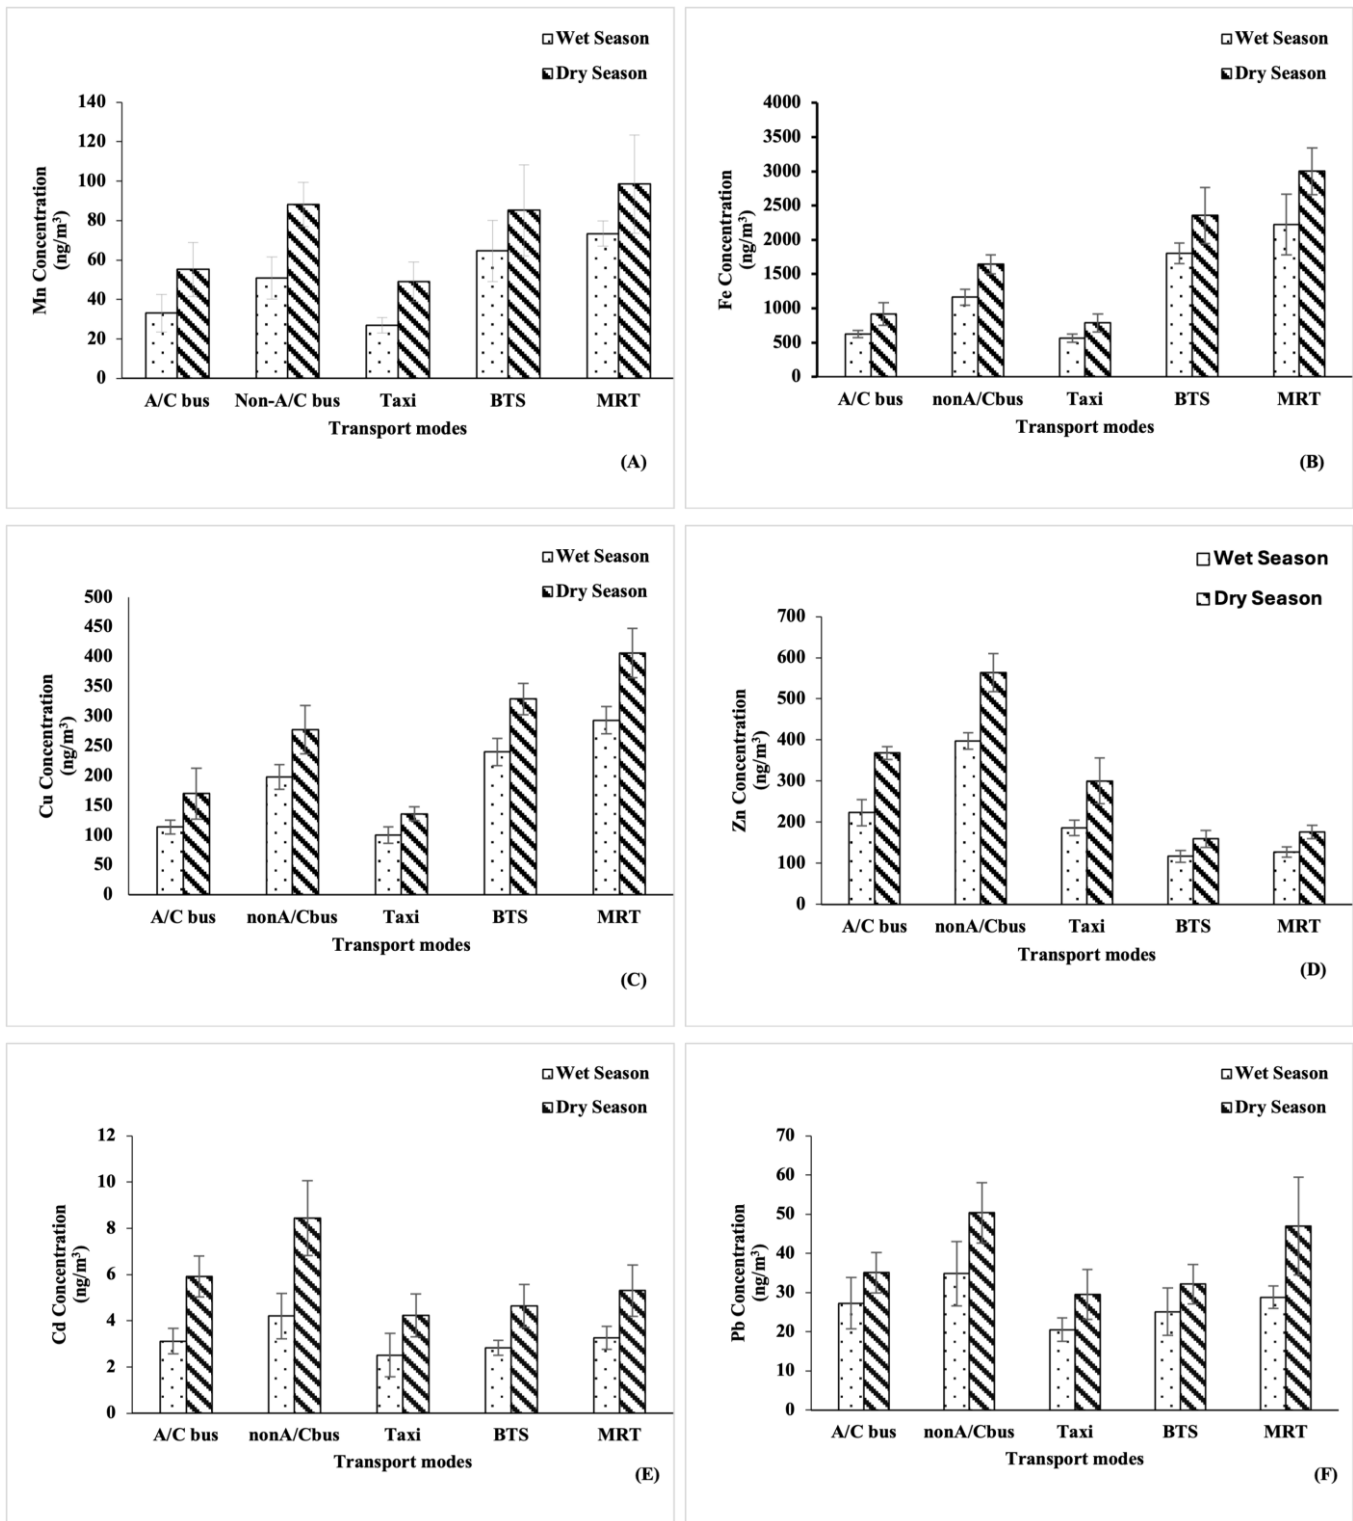 Wet Season
Dry Season
140
120
100
80
60
40
20
0
Mn Concentration
(ng/m³)
A/C bus Non-A/C bus Taxi BTS MRT
Transport modes
(A)
Wet Season
Dry Season
4000
3500
3000
2500
2000
1500
1000
500
0
Fe Concentration
(ng/m³)
A/C bus nonA/Cbus Taxi BTS MRT
Transport modes
(B)
Wet Season
Dry Season
500
450
400
350
300
250
200
150
100
50
0
Cu Concentration
(ng/m³)
A/C bus nonA/Cbus Taxi BTS MRT
Transport modes
(C)
Wet Season
Dry Season
700
600
500
400
300
200
100
0
Zn Concentration
(ng/m³)
A/C bus nonA/Cbus Taxi BTS MRT
Transport modes
(D)
Wet Season
Dry Season
12
10
8
6
4
2
0
Cd Concentration
(ng/m³)
A/C bus nonA/Cbus Taxi BTS MRT
Transport modes
(E)
Wet Season
Dry Season
70
60
50
40
30
20
10
0
Pb Concentration
(ng/m³)
A/C bus nonA/Cbus Taxi BTS MRT
Transport modes
(F)